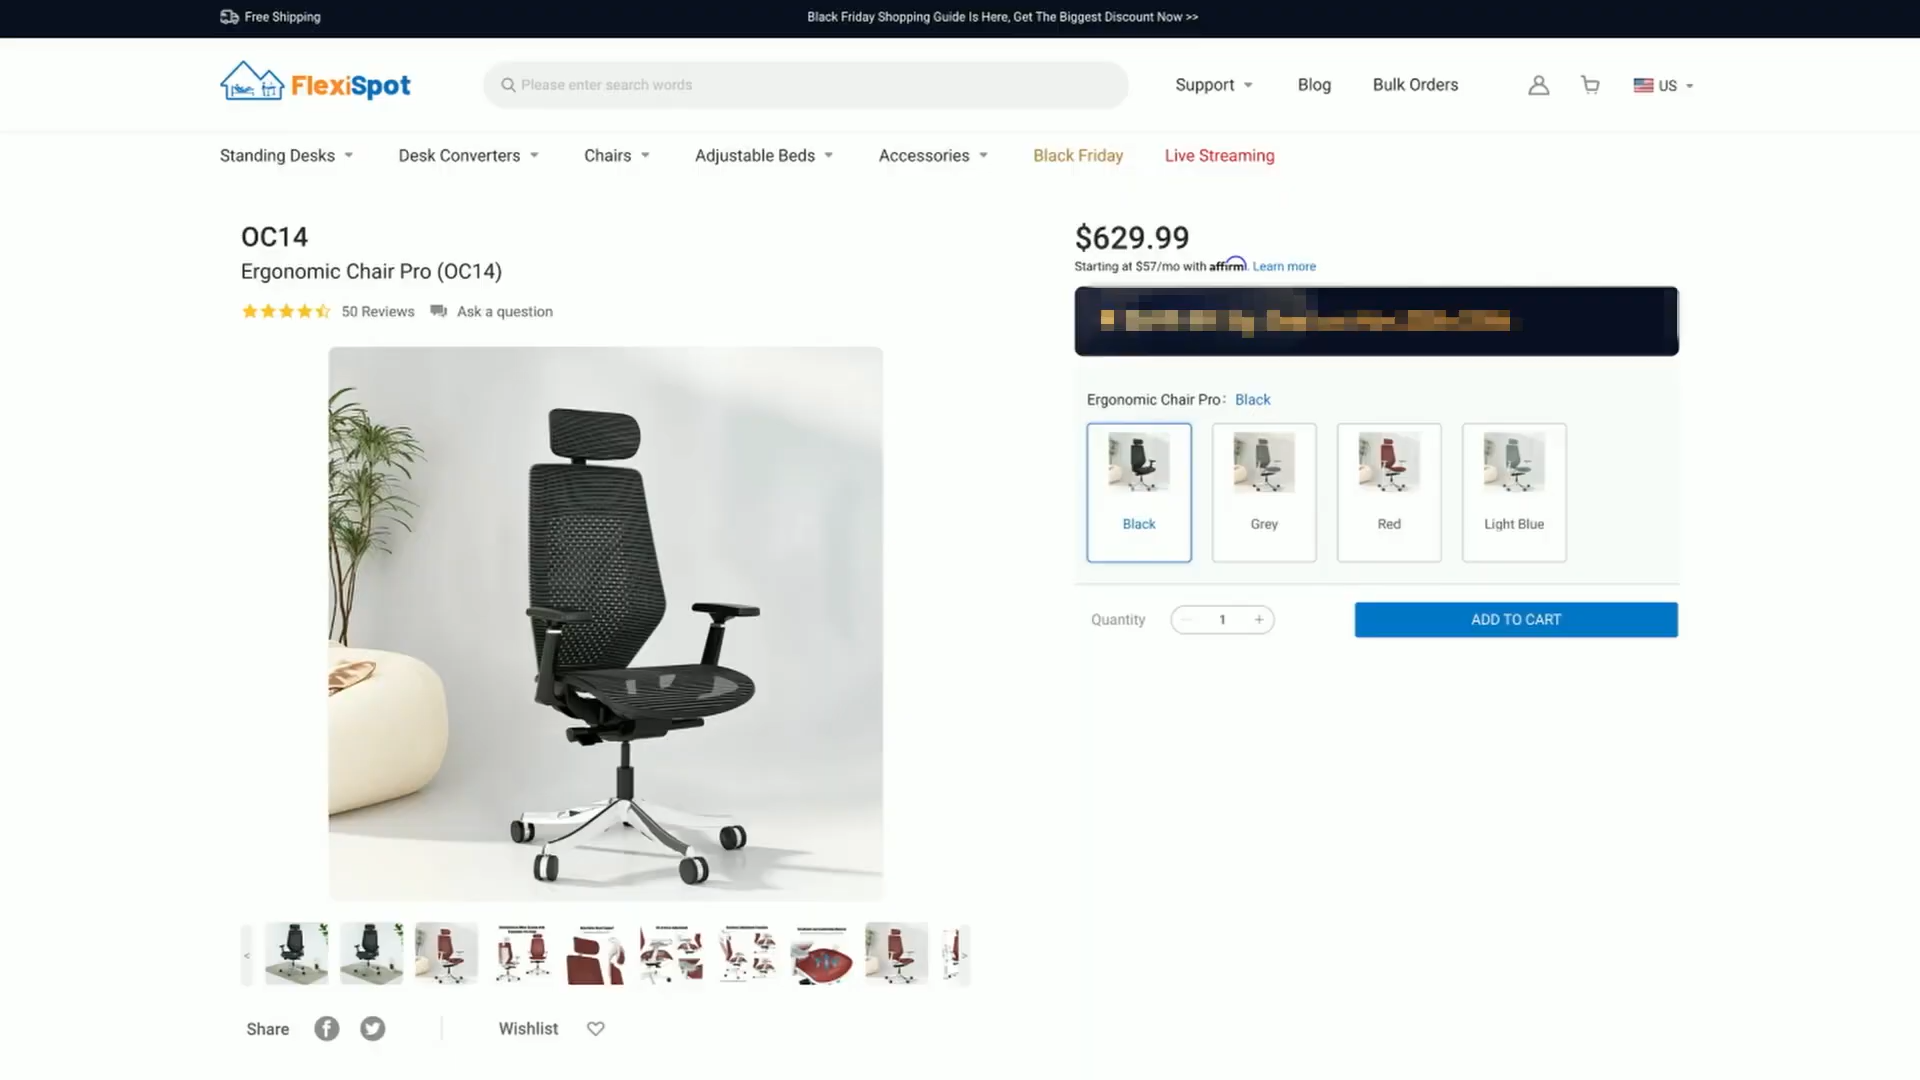 Free Shipping
Black Friday Shopping Guide Is Here, Get The Biggest Discount Now >>
FlexiSpot
Please enter search words
Support
Blog
Bulk Orders
US
Standing Desks
Desk Converters
Chairs
Adjustable Beds
Accessories
Black Friday
Live Streaming
OC14
Ergonomic Chair Pro (OC14)
50 Reviews
Ask a question
$629.99
Starting at $57/mo with affirm. Learn more
Ergonomic Chair Pro: Black
Black
Grey
Red
Light Blue
Quantity
1
ADD TO CART
Share
Wishlist